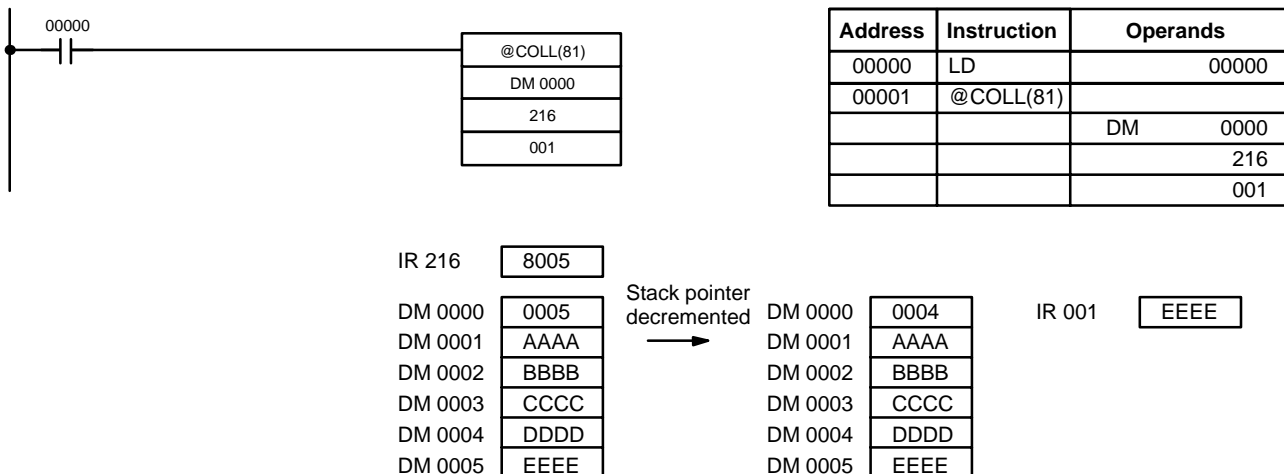 00000
@COLL(81)
DM 0000
216
001
Address Instruction Operands
00000 LD 00000
00001 @COLL(81)
DM 0000
216
001
IR 216 8005
Stack pointer
decremented
DM 0000 0005 DM 0000 0004 IR 001 EEEE
DM 0001 AAAA DM 0001 AAAA
DM 0002 BBBB DM 0002 BBBB
DM 0003 CCCC DM 0003 CCCC
DM 0004 DDDD DM 0004 DDDD
DM 0005 EEEE DM 0005 EEEE